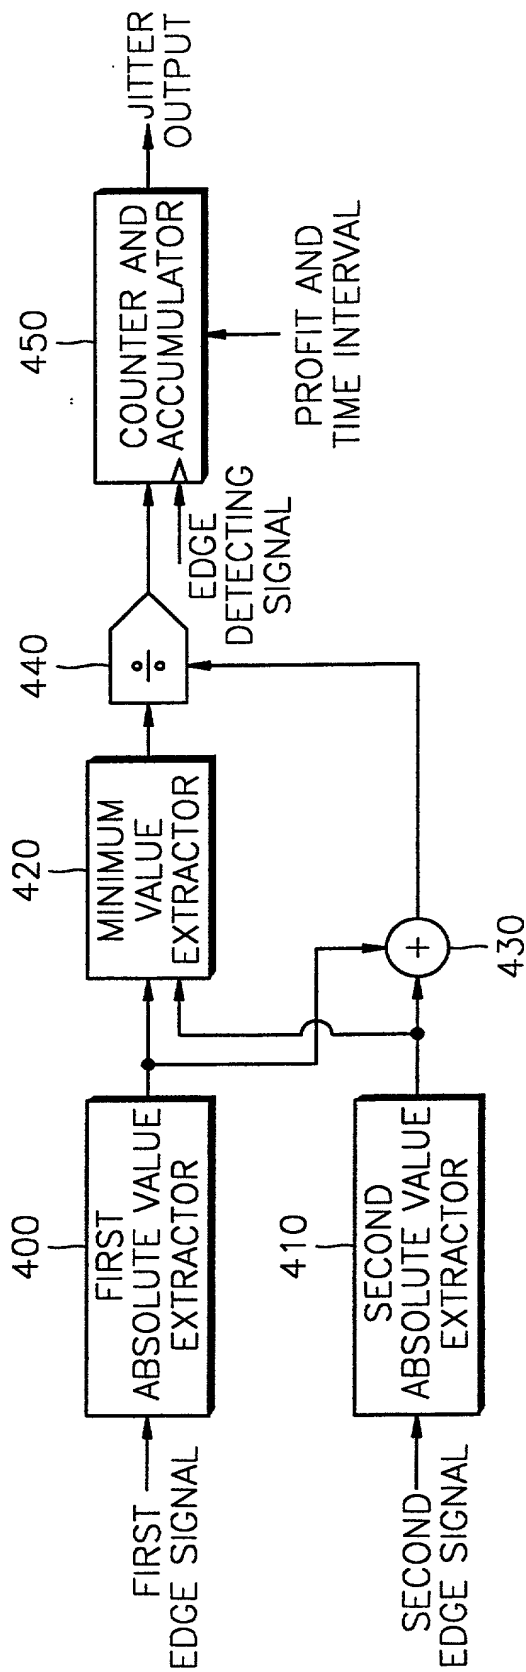 FIRST
EDGE SIGNAL
400
FIRST
ABSOLUTE VALUE
EXTRACTOR
SECOND
EDGE SIGNAL
410
SECOND
ABSOLUTE VALUE
EXTRACTOR
420
MINIMUM
VALUE
EXTRACTOR
+
430
440
÷
EDGE
DETECTING
SIGNAL
450
COUNTER AND
ACCUMULATOR
PROFIT AND
TIME INTERVAL
JITTER
OUTPUT